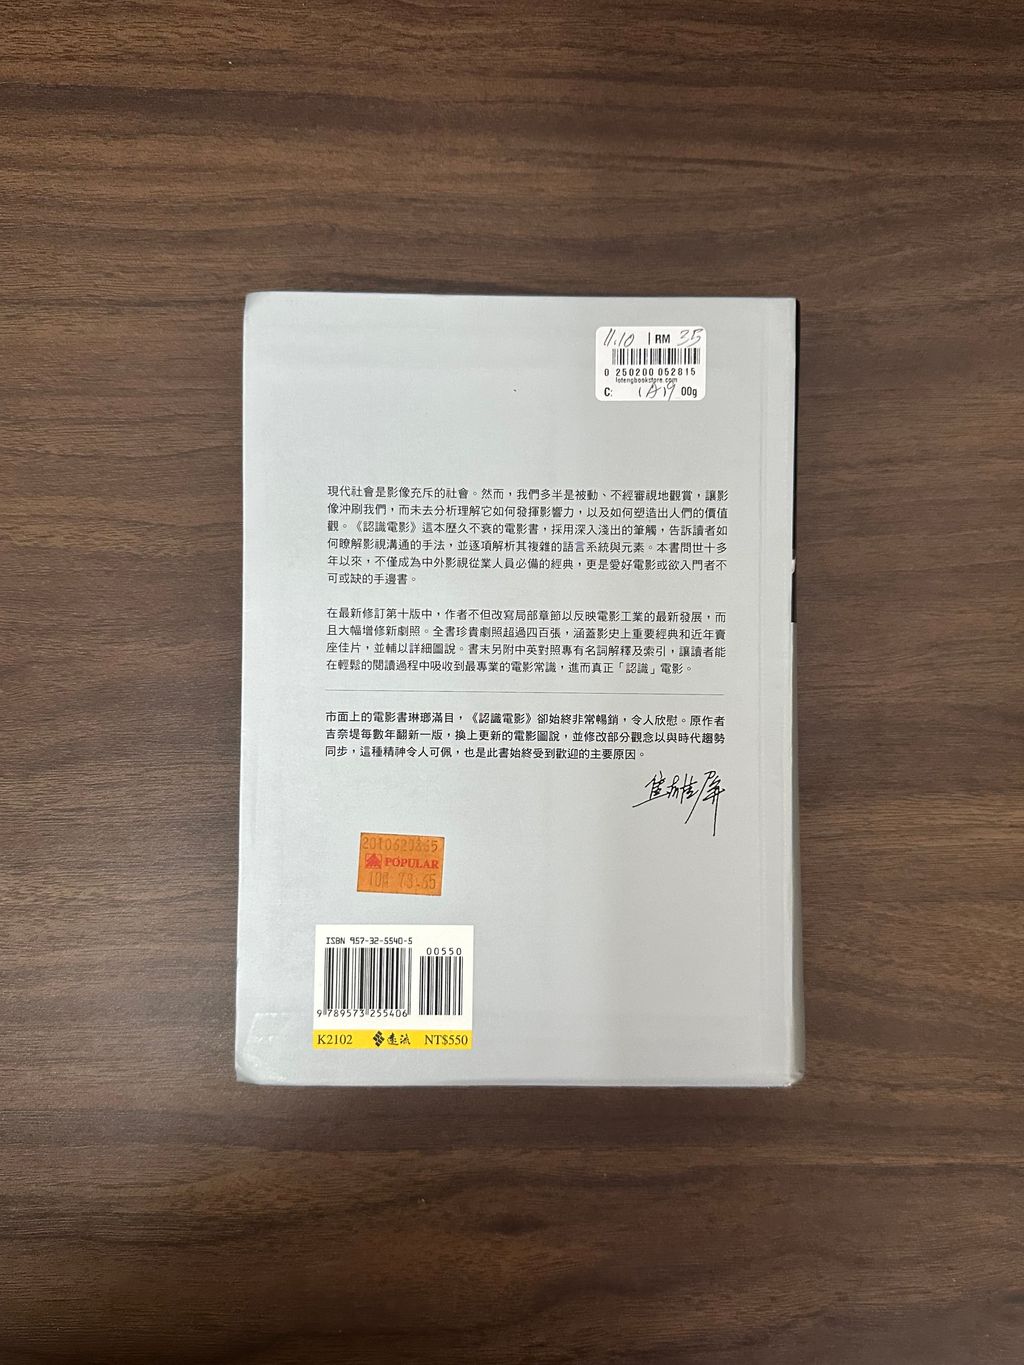 11.10 | RM 35
0 250200 052815
lotengbookstore.com
C: 1A19 00g
現代社會是影像充斥的社會。然而，我們多半是被動、不經審視地觀賞，讓影
像沖刷我們，而未去分析理解它如何發揮影響力，以及如何塑造出人們的價值
觀。《認識電影》這本歷久不衰的電影書，採用深入淺出的筆觸，告訴讀者如
何瞭解影視溝通的手法，並逐項解析其複雜的語言系統與元素。本書問世十多
年以來，不僅成為中外影視從業人員必備的經典，更是愛好電影或欲入門者不
可或缺的手邊書。
在最新修訂第十版中，作者不但改寫局部章節以反映電影工業的最新發展，而
且大幅增修新劇照。全書珍貴劇照超過四百張，涵蓋影史上重要經典和近年賣
座佳片，並輔以詳細圖說。書末另附中英對照專有名詞解釋及索引，讓讀者能
在輕鬆的閱讀過程中吸收到最專業的電影常識，進而真正「認識」電影。
市面上的電影書琳瑯滿目，《認識電影》卻始終非常暢銷，令人欣慰。原作者
吉奈堤每數年翻新一版，換上更新的電影圖說，並修改部分觀念以與時代趨勢
同步，這種精神令人可佩，也是此書始終受到歡迎的主要原因。
焦雄屏
POPULAR
ISBN 957-32-5540-5
00550
9 789573 255406
K2102 遠流 NT$550